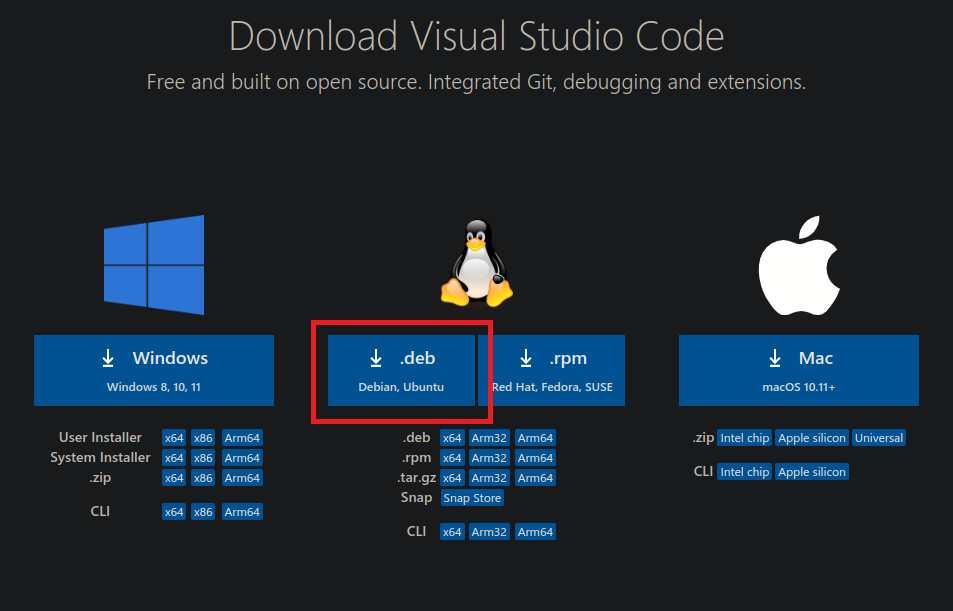 Download Visual Studio Code
Free and built on open source. Integrated Git, debugging and extensions.
Windows
Windows 8, 10, 11
User Installer x64 x86 Arm64
System Installer x64 x86 Arm64
.zip x64 x86 Arm64
CLI x64 x86 Arm64
.deb
Debian, Ubuntu
.rpm
Red Hat, Fedora, SUSE
.deb x64 Arm32 Arm64
.rpm x64 Arm32 Arm64
.tar.gz x64 Arm32 Arm64
Snap Snap Store
CLI x64 Arm32 Arm64
Mac
macOS 10.11+
.zip Intel chip Apple silicon Universal
CLI Intel chip Apple silicon